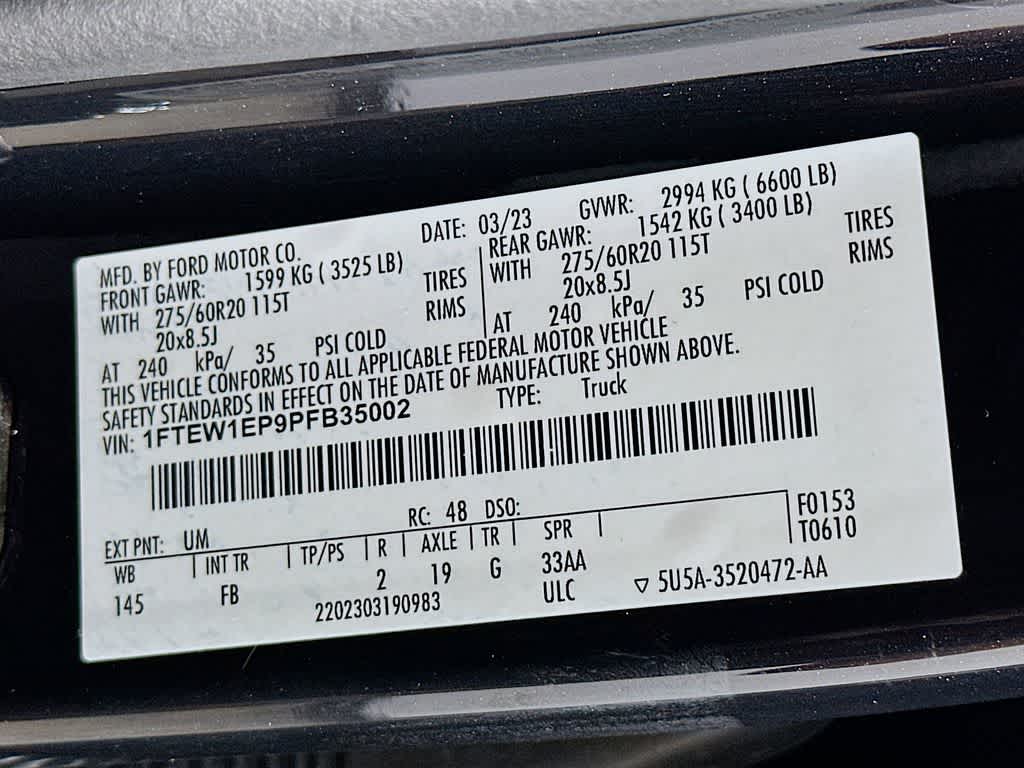 MFD. BY FORD MOTOR CO. DATE: 03/23 GVWR: 2994 KG ( 6600 LB)
FRONT GAWR: 1599 KG ( 3525 LB) REAR GAWR: 1542 KG ( 3400 LB)
WITH 275/60R20 115T TIRES WITH 275/60R20 115T TIRES
20x8.5J RIMS 20x8.5J RIMS
AT 240 kPa/ 35 PSI COLD AT 240 kPa/ 35 PSI COLD
THIS VEHICLE CONFORMS TO ALL APPLICABLE FEDERAL MOTOR VEHICLE
SAFETY STANDARDS IN EFFECT ON THE DATE OF MANUFACTURE SHOWN ABOVE.
VIN: 1FTEW1EP9PFB35002 TYPE: Truck
EXT PNT: UM RC: 48 DSO: F0153
WB INT TR TP/PS R AXLE TR SPR T0610
145 FB 2 19 G 33AA
2202303190983 ULC ▽ 5U5A-3520472-AA